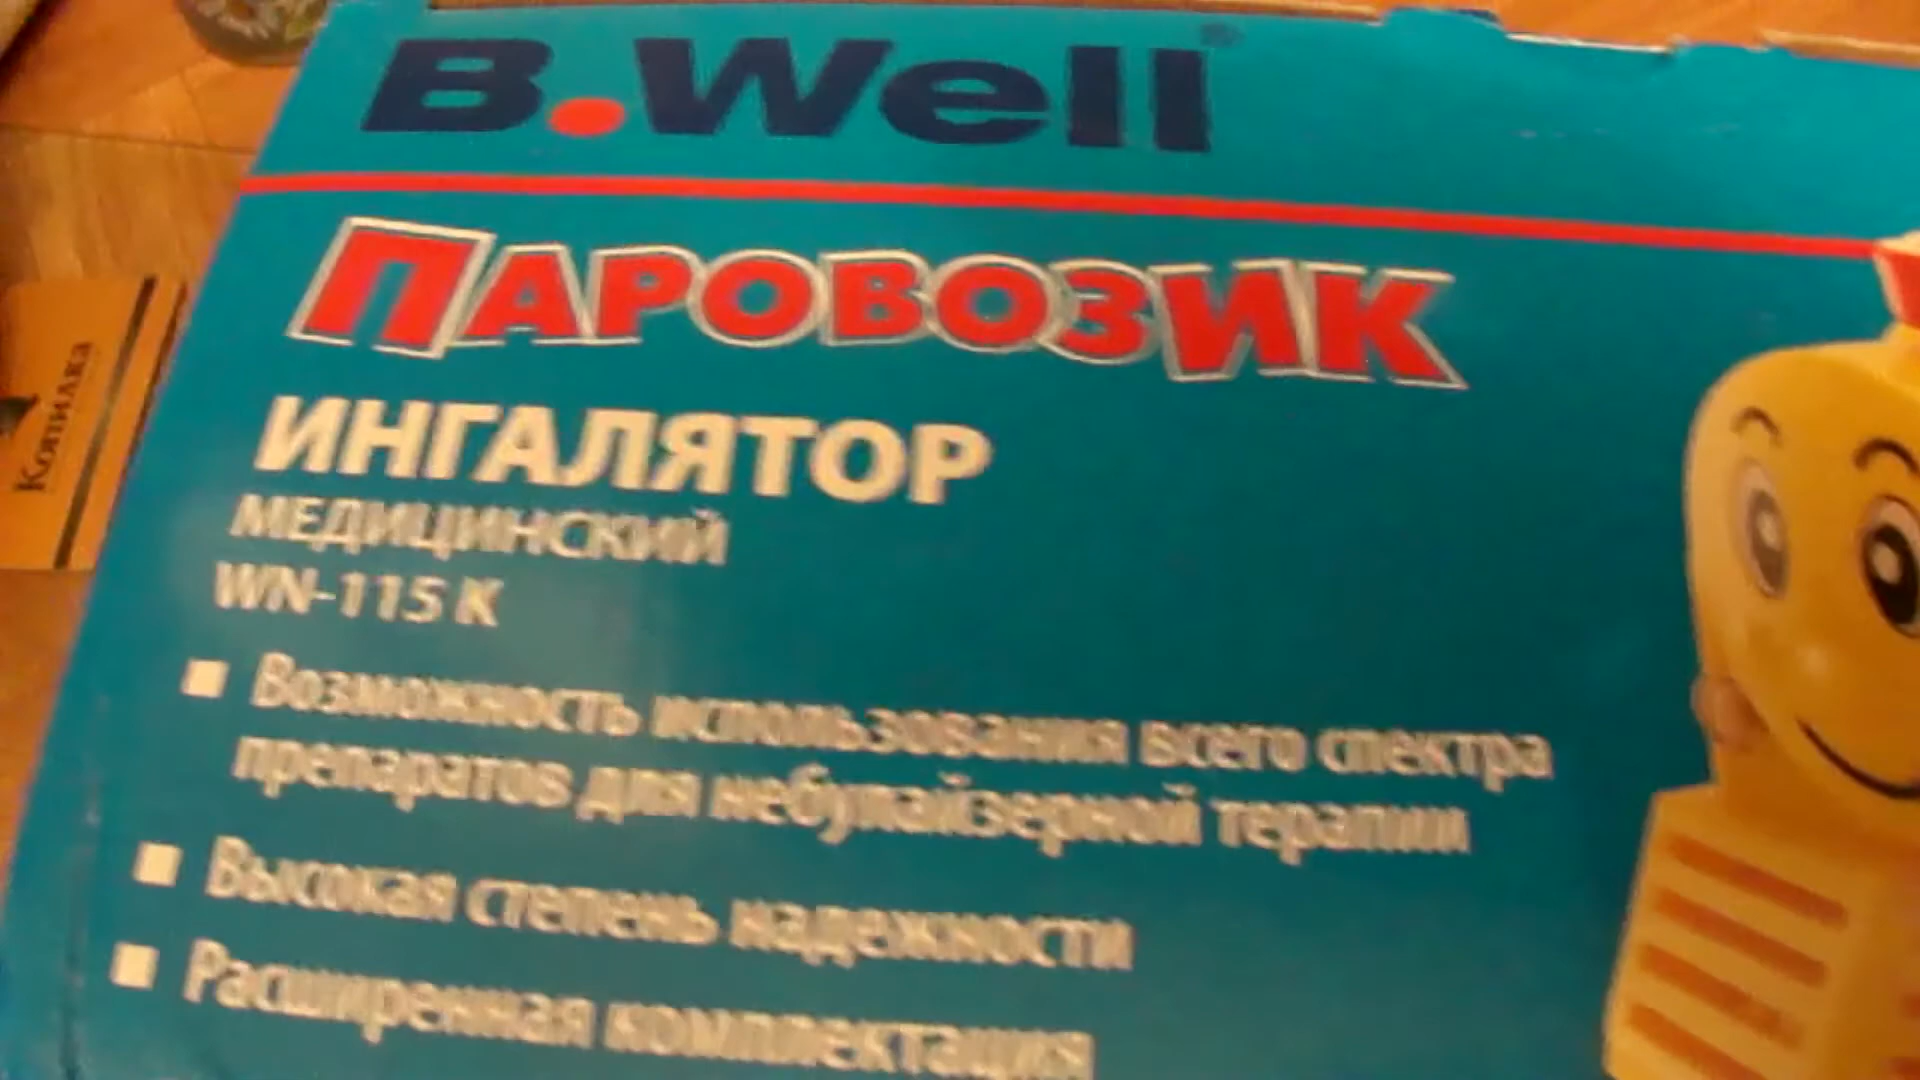 B.Well®
ПАРОВОЗИК
ИНГАЛЯТОР
МЕДИЦИНСКИЙ
WN-115 K
Возможность использования всего спектра
препаратов для небулайзерной терапии
Высокая степень надежности
Расширенная комплектация
Копилка